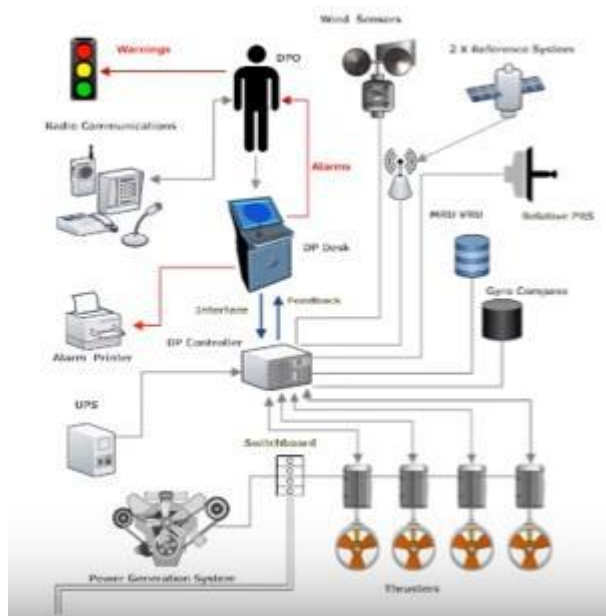 Wind Sensors
Warnings
DPO
2 X Reference System
Radio Communications
Alarms
Relative PRS
MRU VRU
DP Desk
Gyro Compass
Interface
Feedback
Alarm Printer
DP Controller
UPS
Switchboard
Power Generation System
Thrusters